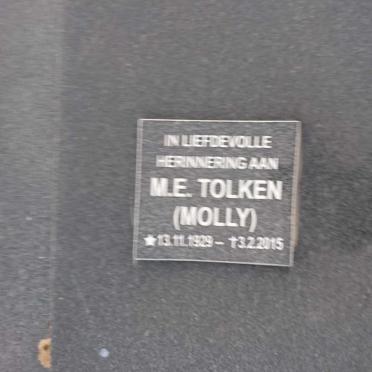 IN LIEFDEVOLLE
HERINNERING AAN
M.E. TOLKEN
(MOLLY)
★13.11.1929 – ✝3.2.2015